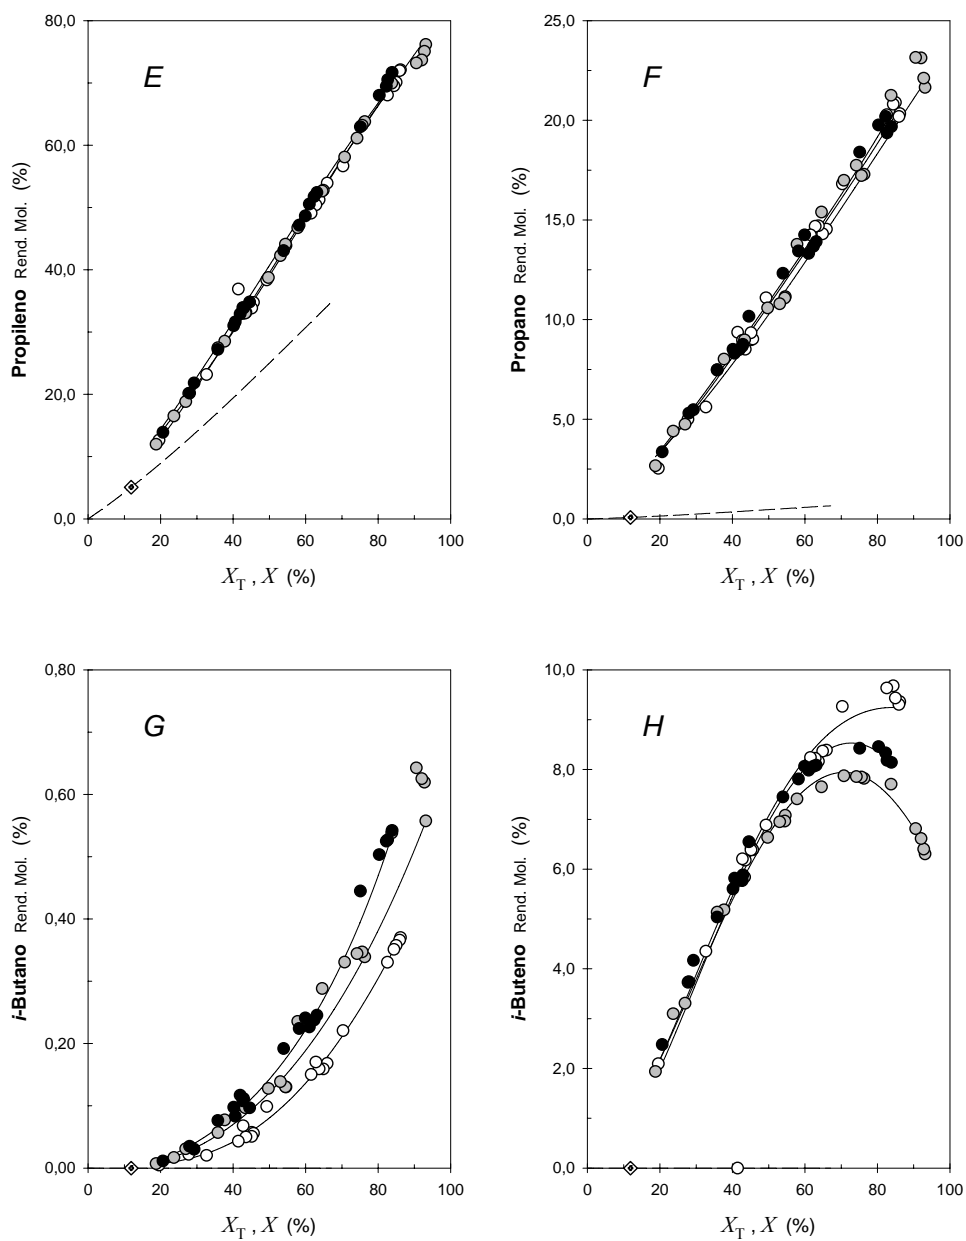 E
80,0
60,0
40,0
20,0
0,0
Propileno Rend. Mol. (%)
0 20 40 60 80 100
X_T , X (%)
F
25,0
20,0
15,0
10,0
5,0
0,0
Propano Rend. Mol. (%)
0 20 40 60 80 100
X_T , X (%)
G
0,80
0,60
0,40
0,20
0,00
i-Butano Rend. Mol. (%)
0 20 40 60 80 100
X_T , X (%)
H
10,0
8,0
6,0
4,0
2,0
0,0
i-Buteno Rend. Mol. (%)
0 20 40 60 80 100
X_T , X (%)